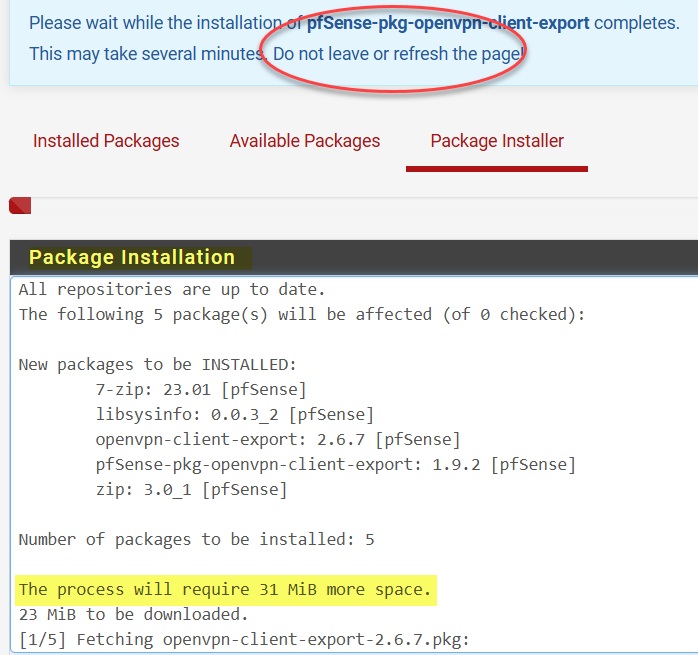 Please wait while the installation of pfSense-pkg-openvpn-client-export completes.
This may take several minutes. Do not leave or refresh the page!
Installed Packages Available Packages Package Installer
Package Installation
All repositories are up to date.
The following 5 package(s) will be affected (of 0 checked):
New packages to be INSTALLED:
7-zip: 23.01 [pfSense]
libsysinfo: 0.0.3_2 [pfSense]
openvpn-client-export: 2.6.7 [pfSense]
pfSense-pkg-openvpn-client-export: 1.9.2 [pfSense]
zip: 3.0_1 [pfSense]
Number of packages to be installed: 5
The process will require 31 MiB more space.
23 MiB to be downloaded.
[1/5] Fetching openvpn-client-export-2.6.7.pkg: